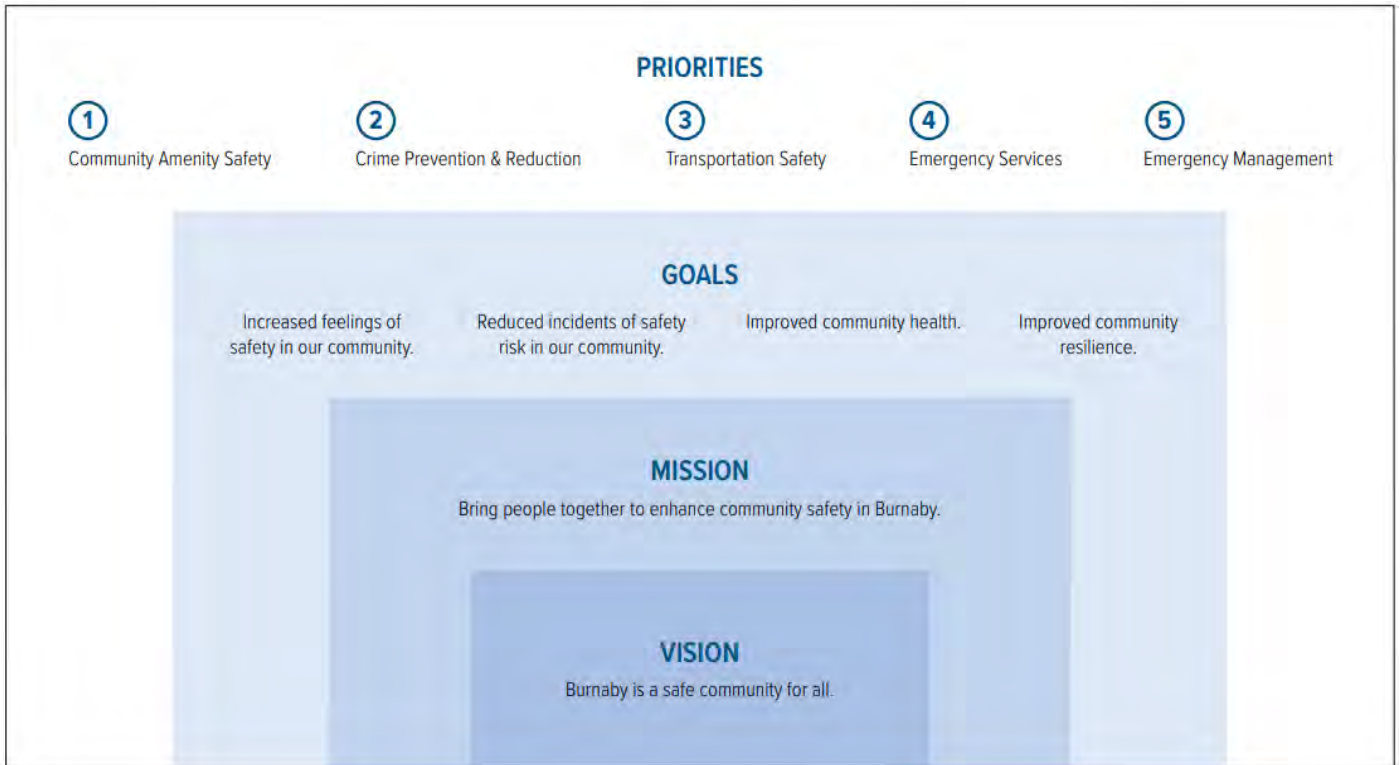 PRIORITIES
1
Community Amenity Safety
2
Crime Prevention & Reduction
3
Transportation Safety
4
Emergency Services
5
Emergency Management
GOALS
Increased feelings of
safety in our community.
Reduced incidents of safety
risk in our community.
Improved community health.
Improved community
resilience.
MISSION
Bring people together to enhance community safety in Burnaby.
VISION
Burnaby is a safe community for all.